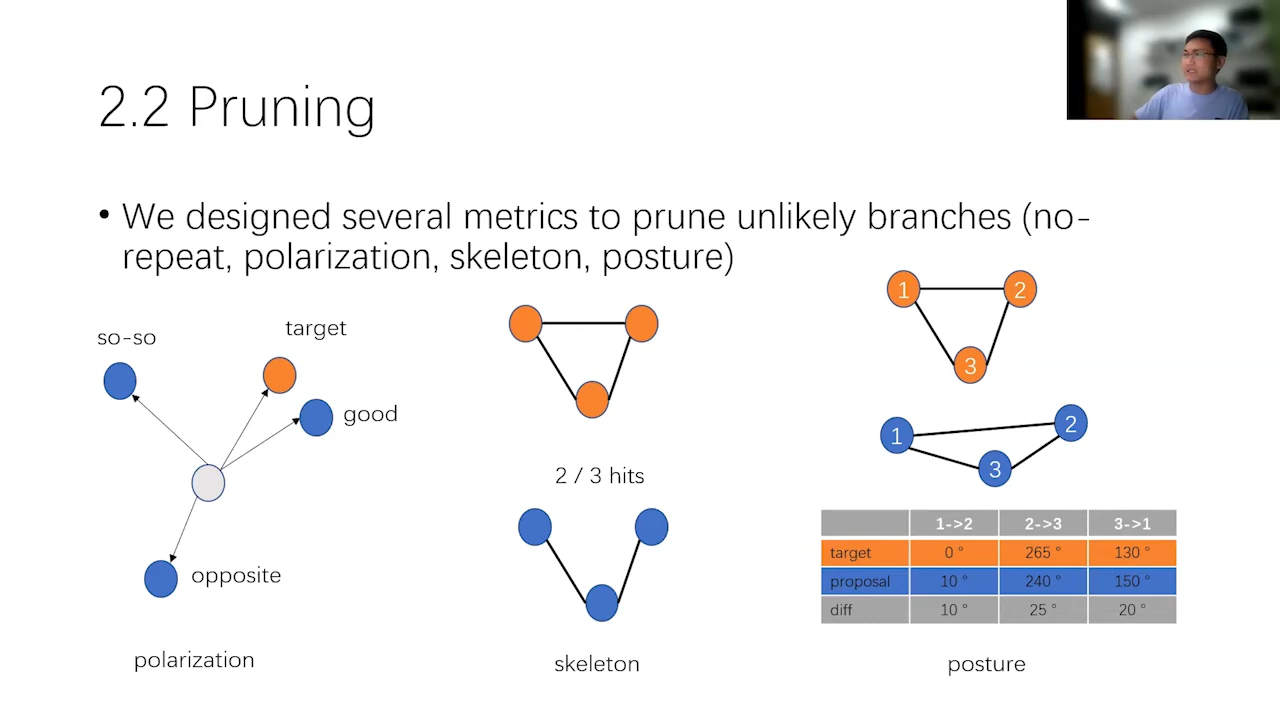 2.2 Pruning
• We designed several metrics to prune unlikely branches (no-
repeat, polarization, skeleton, posture)
so-so
target
good
opposite
polarization
2 / 3 hits
skeleton
1
2
3
1
2
3
1->2 2->3 3->1
target 0 ° 265 ° 130 °
proposal 10 ° 240 ° 150 °
diff 10 ° 25 ° 20 °
posture